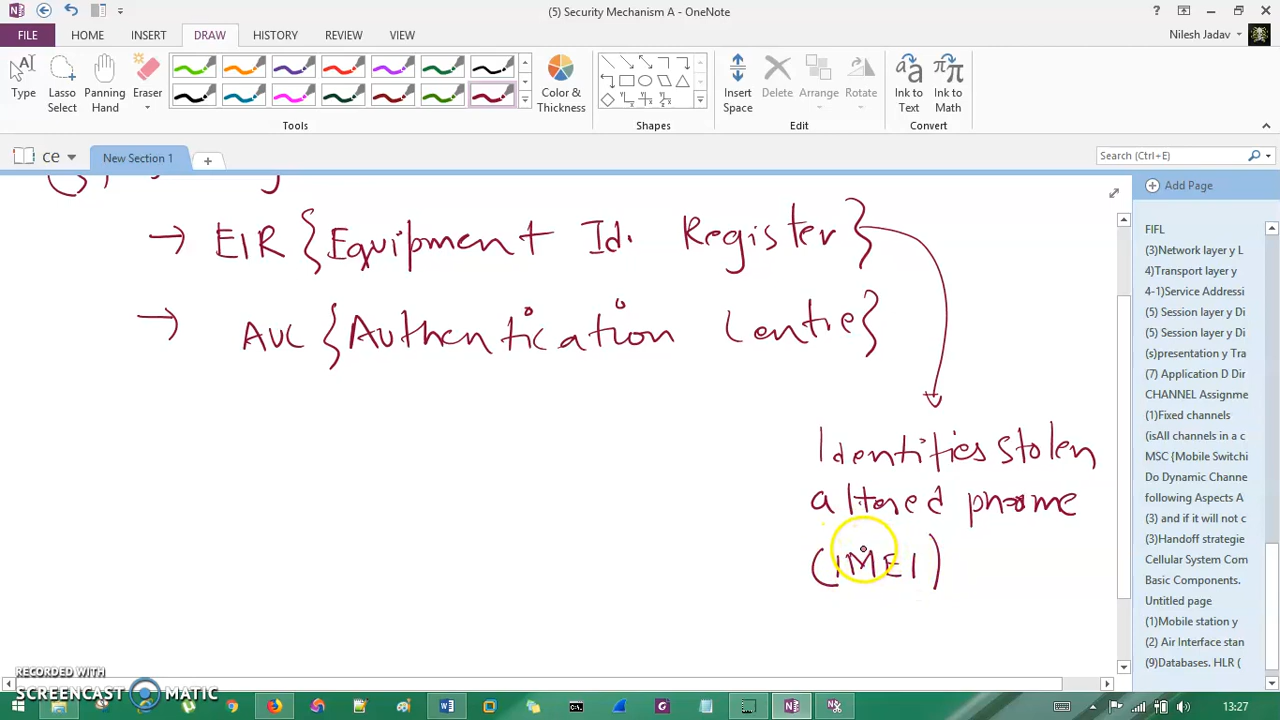 (5) Security Mechanism A - OneNote
FILE HOME INSERT DRAW HISTORY REVIEW VIEW
Nilesh Jadav
Type Lasso Select Panning Hand Eraser
Color & Thickness
Insert Space Delete Arrange Rotate
Ink to Text Ink to Math
Tools Shapes Edit Convert
ce New Section 1
Search (Ctrl+E)
Add Page
→ EIR {Equipment Id. Register}
→ AUC {Authentication Centre}
Identifies stolen
altered phone
(IMEI)
FIFL
(3)Network layer y L
4)Transport layer y
4-1)Service Addressi
(5) Session layer y Di
(5) Session layer y Di
(s)presentation y Tra
(7) Application D Dir
CHANNEL Assignme
(1)Fixed channels
(isAll channels in a c
MSC {Mobile Switchi
Do Dynamic Channe
following Aspects A
(3) and if it will not c
(3)Handoff strategie
Cellular System Com
Basic Components.
Untitled page
(1)Mobile station y
(2) Air Interface stan
(9)Databases. HLR (
RECORDED WITH
SCREENCAST MATIC
13:27